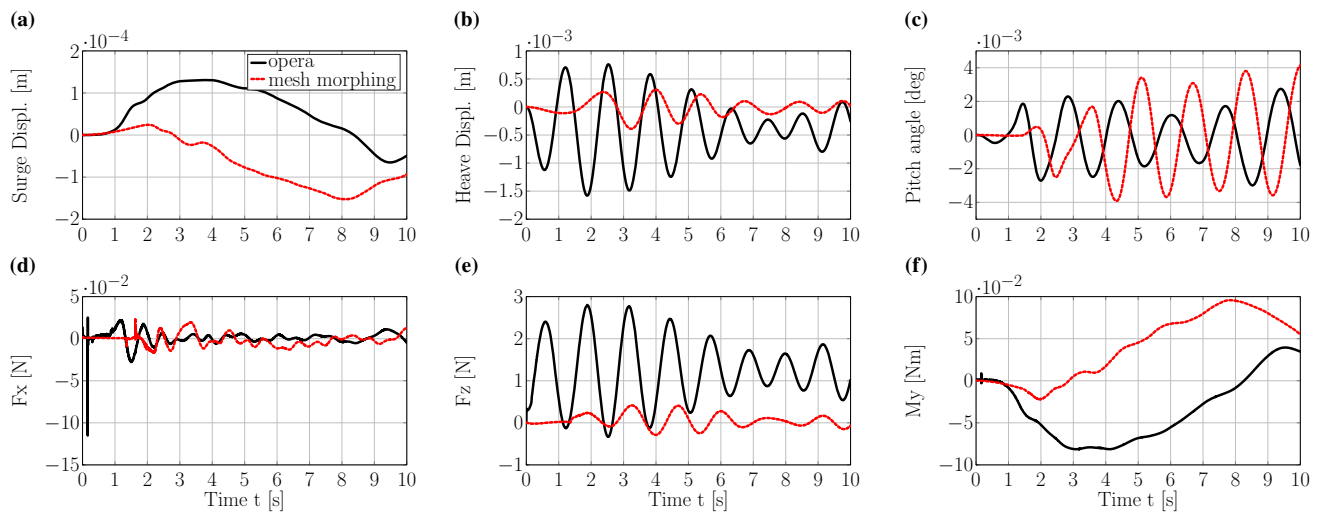 (a)
·10⁻⁴
2
1
0
−1
−2
Surge Displ. [m]
opera
mesh morphing
0 1 2 3 4 5 6 7 8 9 10
(b)
·10⁻³
1
0.5
0
−0.5
−1
−1.5
−2
Heave Displ. [m]
0 1 2 3 4 5 6 7 8 9 10
(c)
·10⁻³
4
2
0
−2
−4
Pitch angle [deg]
0 1 2 3 4 5 6 7 8 9 10
(d)
·10⁻²
5
0
−5
−10
−15
Fx [N]
0 1 2 3 4 5 6 7 8 9 10
Time t [s]
(e)
3
2
1
0
−1
Fz [N]
0 1 2 3 4 5 6 7 8 9 10
Time t [s]
(f)
·10⁻²
10
5
0
−5
−10
My [Nm]
0 1 2 3 4 5 6 7 8 9 10
Time t [s]